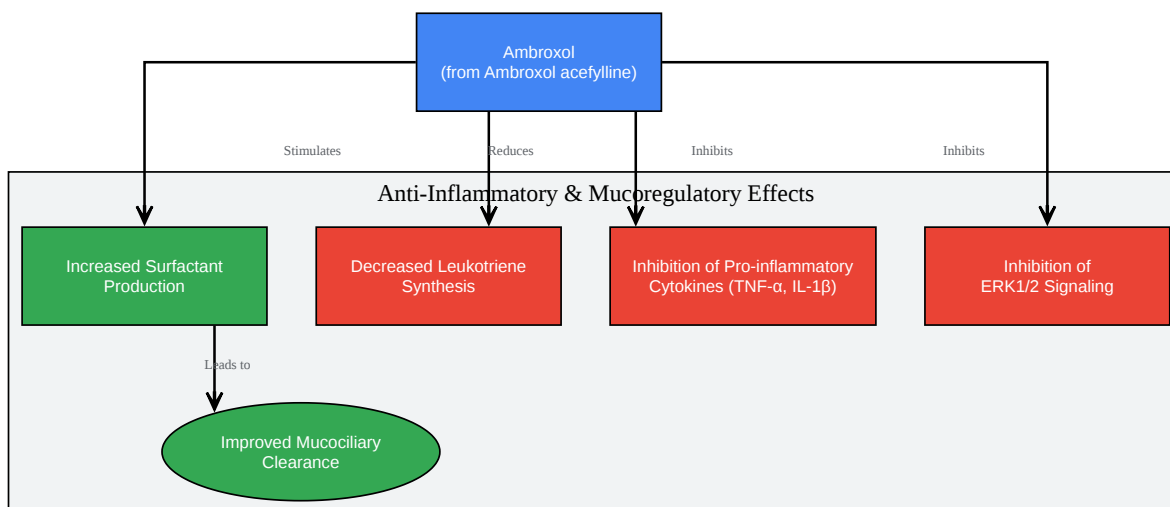 Ambroxol
(from Ambroxol acefylline)
Stimulates
Reduces
Inhibits
Inhibits
Anti-Inflammatory & Mucoregulatory Effects
Increased Surfactant
Production
Decreased Leukotriene
Synthesis
Inhibition of Pro-inflammatory
Cytokines (TNF-α, IL-1β)
Inhibition of
ERK1/2 Signaling
Leads to
Improved Mucociliary
Clearance